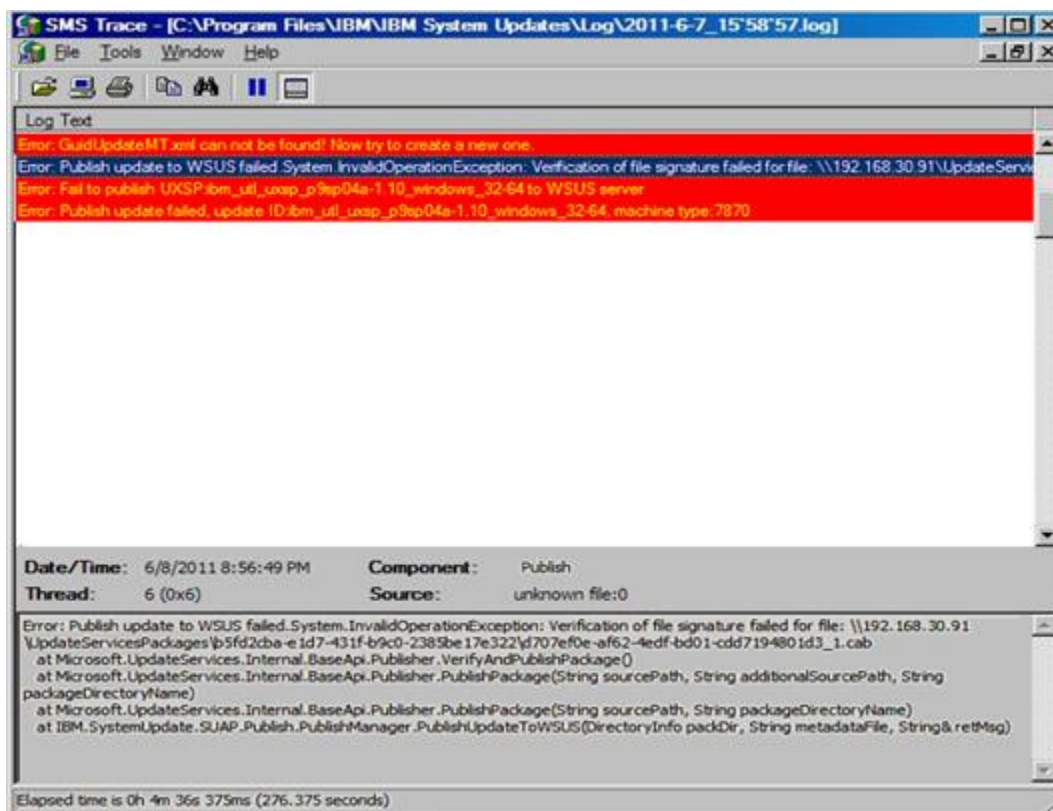 SMS Trace - [C:\Program Files\IBM\IBM System Updates\Log\2011-6-7_15˜58˜57.log]
File Tools Window Help
Log Text
Error: GuidUpdateMT.xml can not be found! Now try to create a new one.
Error: Publish update to WSUS failed.System.InvalidOperationException: Verification of file signature failed for file: \\192.168.30.91\UpdateServi
Error: Fail to publish UXSP:ibm_utl_uxsp_p9sp04a-1.10_windows_32-64 to WSUS server
Error: Publish update failed, update ID:ibm_utl_uxsp_p9sp04a-1.10_windows_32-64, machine type:7870
Date/Time: 6/8/2011 8:56:49 PM Component: Publish
Thread: 6 (0x6) Source: unknown file:0
Error: Publish update to WSUS failed.System.InvalidOperationException: Verification of file signature failed for file: \\192.168.30.91
\UpdateServicesPackages\b5fd2cba-e1d7-431f-b9c0-2385be17e322\d707ef0e-af62-4edf-bd01-cdd7194801d3_1.cab
at Microsoft.UpdateServices.Internal.BaseApi.Publisher.VerifyAndPublishPackage()
at Microsoft.UpdateServices.Internal.BaseApi.Publisher.PublishPackage(String sourcePath, String additionalSourcePath, String
packageDirectoryName)
at Microsoft.UpdateServices.Internal.BaseApi.Publisher.PublishPackage(String sourcePath, String packageDirectoryName)
at IBM.SystemUpdate.SUAP.Publish.PublishManager.PublishUpdateToWSUS(DirectoryInfo packDir, String metadataFile, String& retMsg)
Elapsed time is 0h 4m 36s 375ms (276.375 seconds)